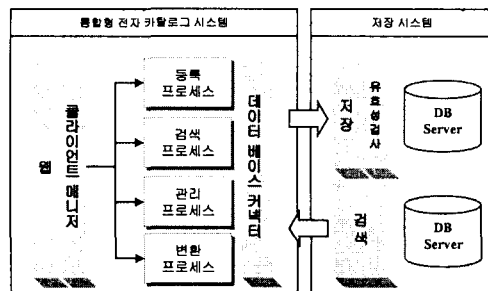 통합형 전자 카탈로그 시스템
저장 시스템
웹
클라이언트 매니저
등록
프로세스
검색
프로세스
관리
프로세스
변환
프로세스
데이터 베이스 커넥터
저장
유효성검사
DB
Server
검색
DB
Server